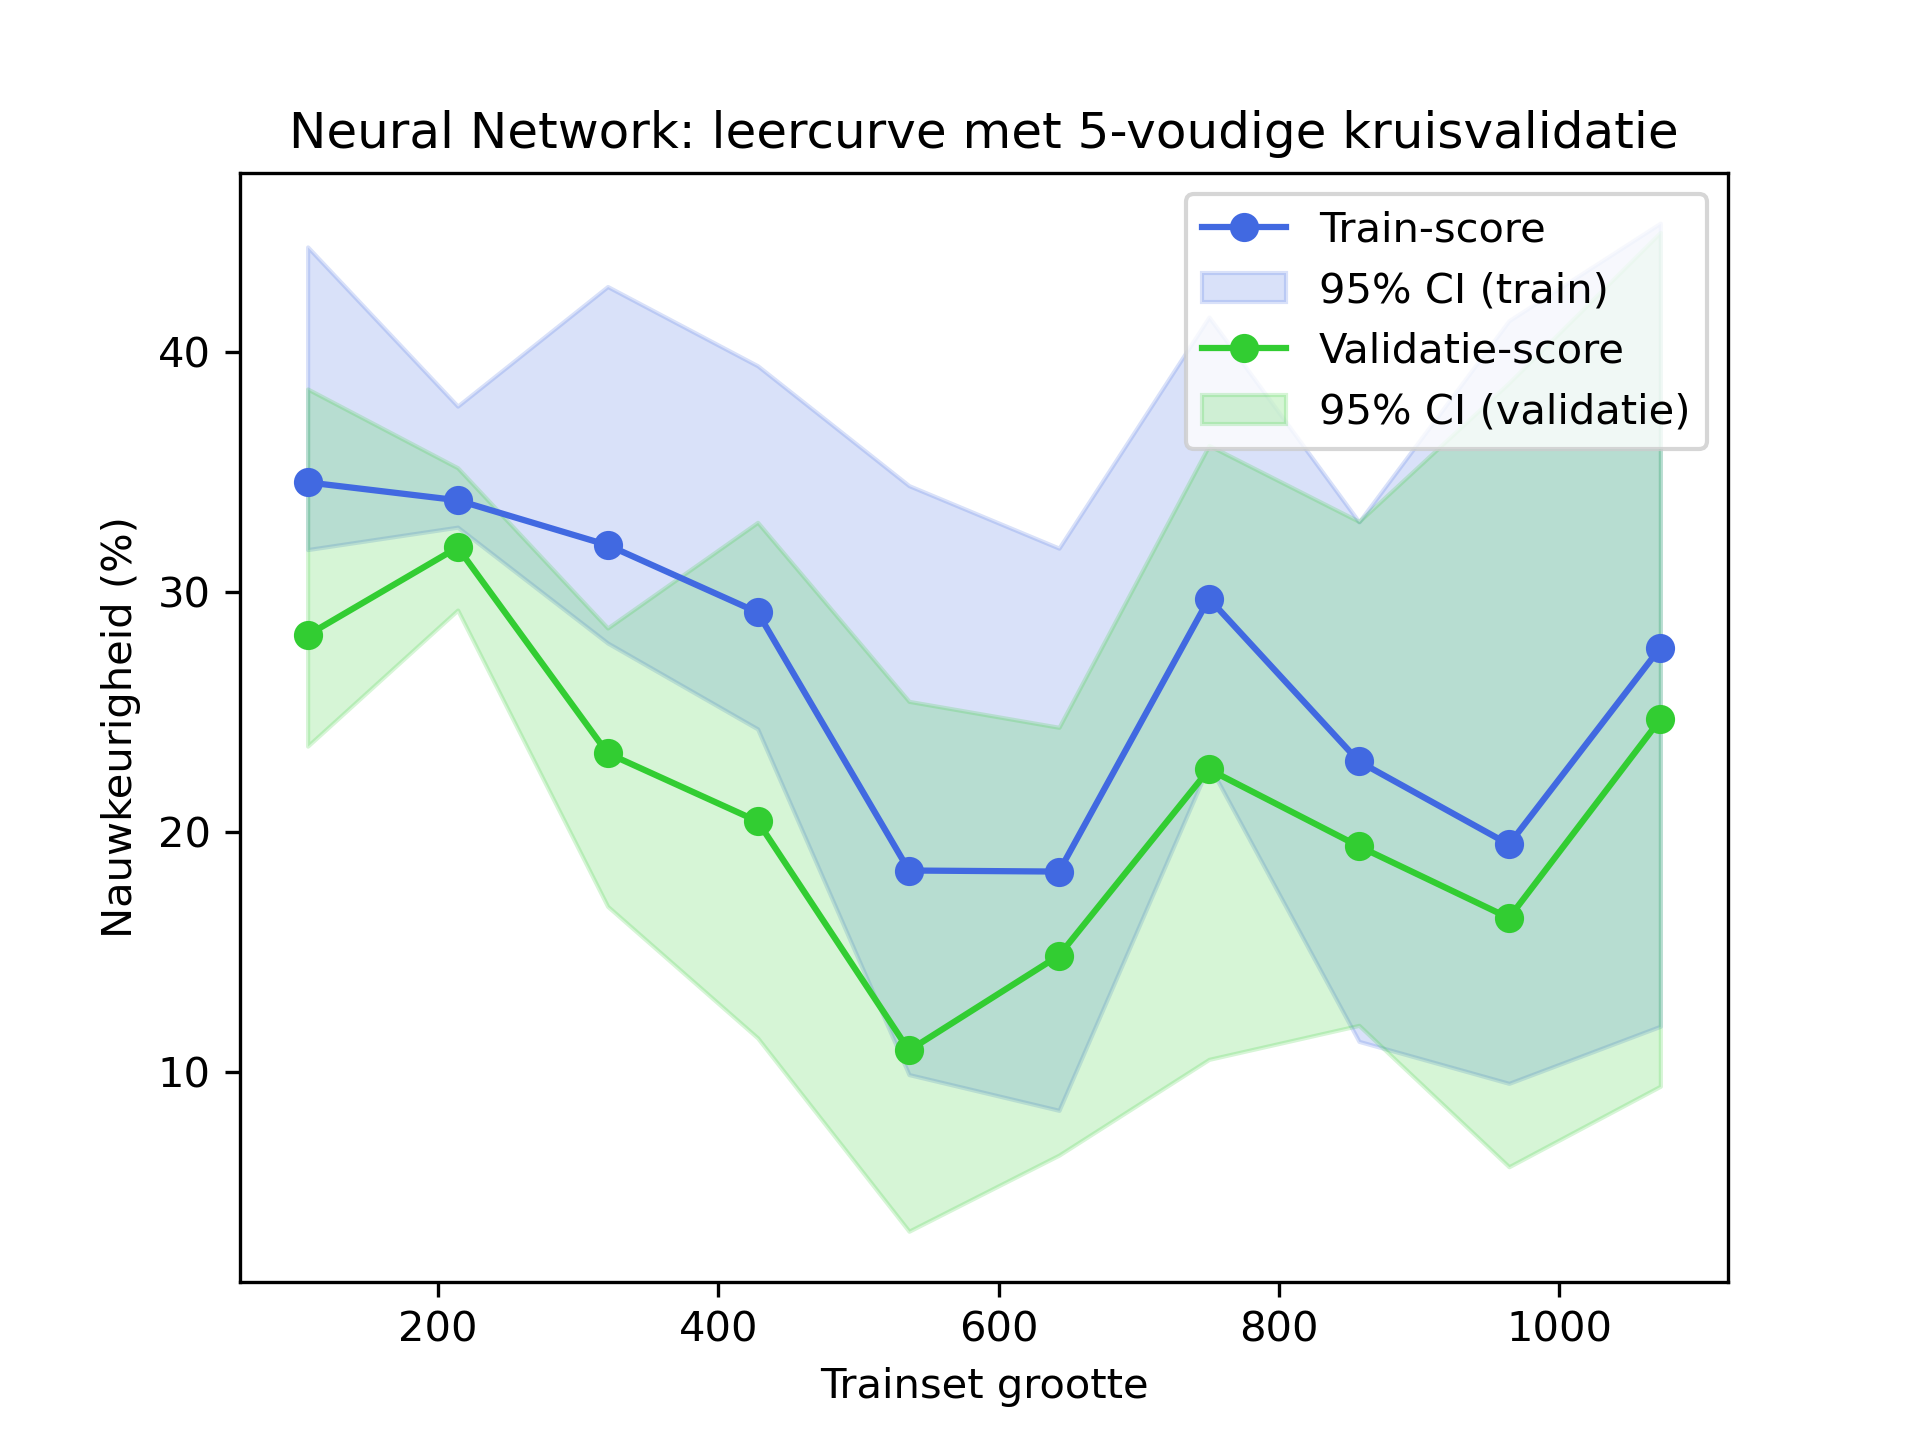 Neural Network: leercurve met 5-voudige kruisvalidatie
Train-score
95% CI (train)
Validatie-score
95% CI (validatie)
Nauwkeurigheid (%)
40
30
20
10
200 400 600 800 1000
Trainset grootte